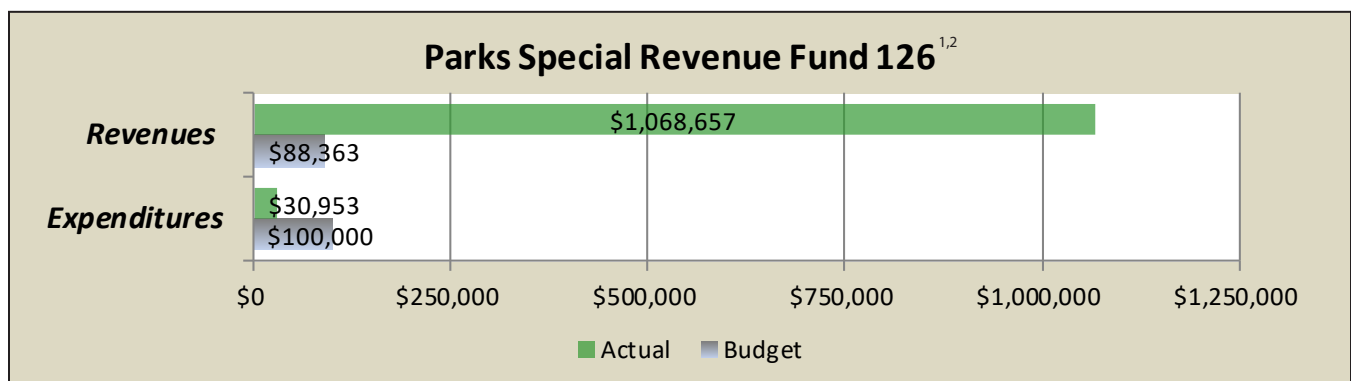 Parks Special Revenue Fund 126 1,2
Revenues
$1,068,657
$88,363
Expenditures
$30,953
$100,000
$0 $250,000 $500,000 $750,000 $1,000,000 $1,250,000
Actual Budget